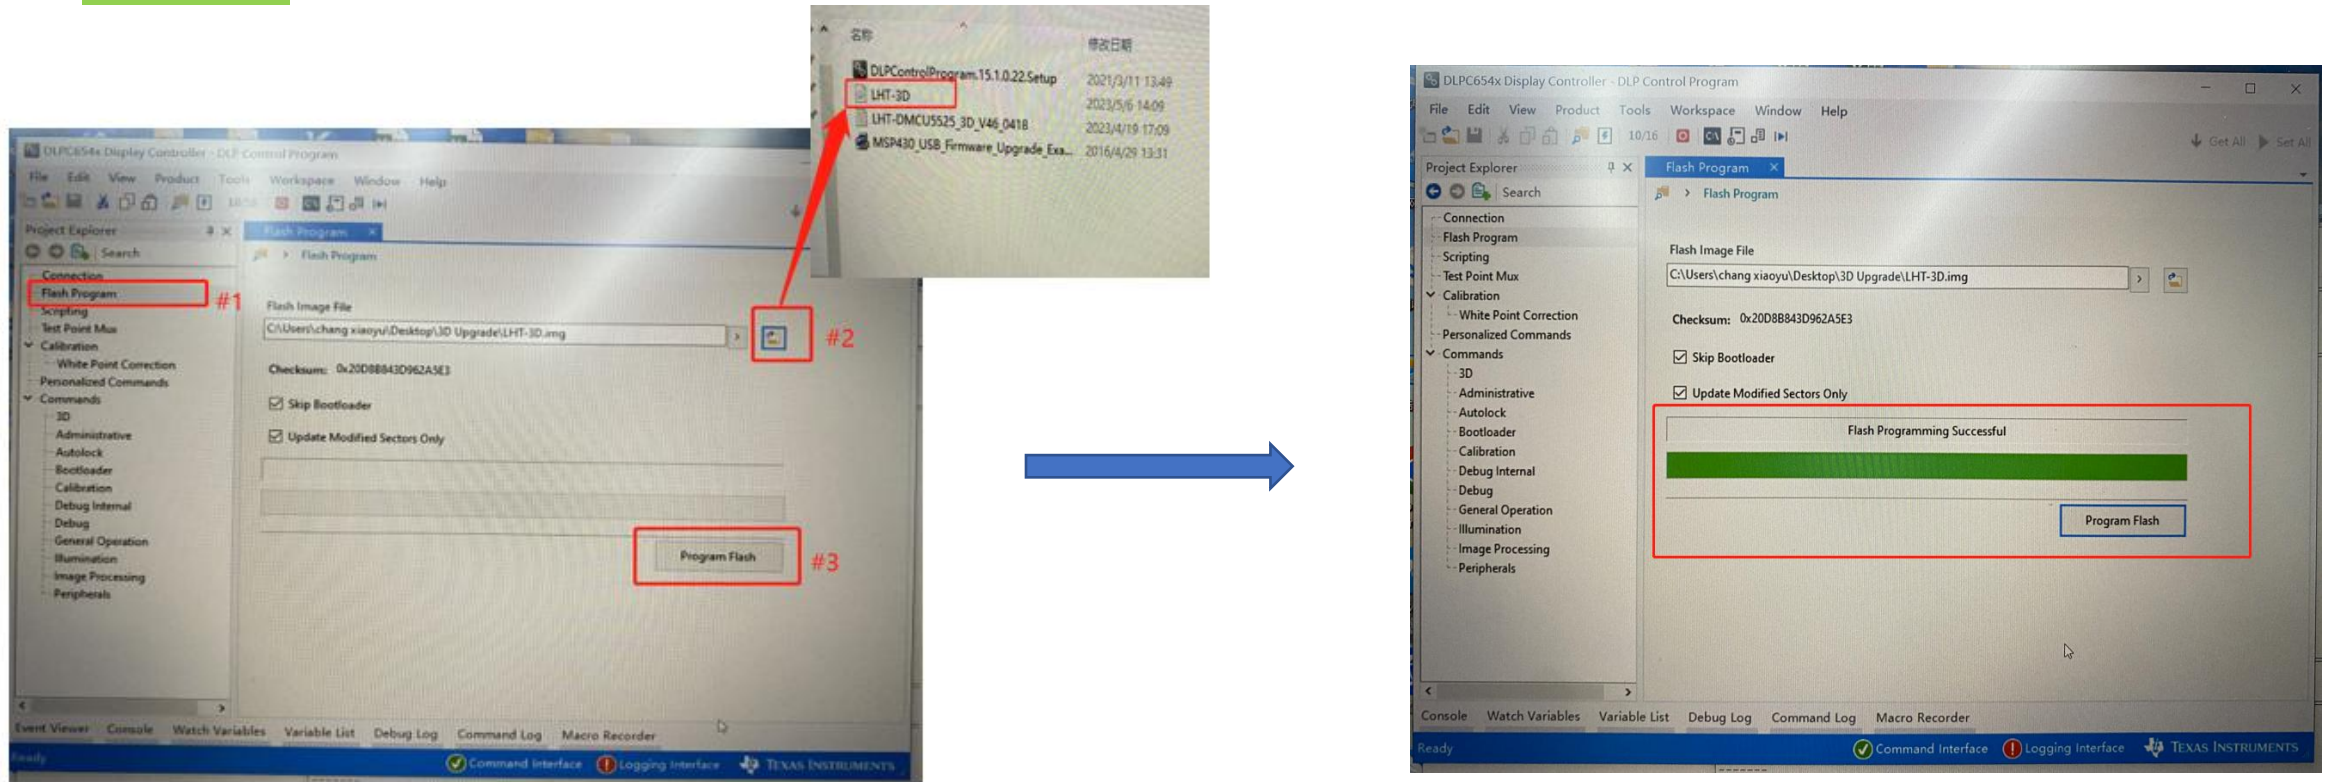 名称
修改日期
DLPControlProgram.15.1.0.22.Setup 2021/3/11 13:49
LHT-3D 2023/5/6 14:09
LHT-DMCU5525_3D_V46_0418 2023/4/19 17:09
MSP430_USB_Firmware_Upgrade_Exa... 2016/4/29 13:31
DLPC654x Display Controller - DLP Control Program
File Edit View Product Tools Workspace Window Help
Project Explorer
Search
Connection
Flash Program
#1
Scripting
Test Point Mux
Calibration
White Point Correction
Personalized Commands
Commands
3D
Administrative
Autolock
Bootloader
Calibration
Debug Internal
Debug
General Operation
Illumination
Image Processing
Peripherals
Flash Program
Flash Program
Flash Image File
C:\Users\chang xiaoyu\Desktop\3D Upgrade\LHT-3D.img
#2
Checksum: 0x20D8B843D962A5E3
Skip Bootloader
Update Modified Sectors Only
Program Flash
#3
Event Viewer Console Watch Variables Variable List Debug Log Command Log Macro Recorder
Ready
Command Interface Logging Interface TEXAS INSTRUMENTS
DLPC654x Display Controller - DLP Control Program
File Edit View Product Tools Workspace Window Help
10/16
Get All Set All
Project Explorer
Search
Connection
Flash Program
Scripting
Test Point Mux
Calibration
White Point Correction
Personalized Commands
Commands
3D
Administrative
Autolock
Bootloader
Calibration
Debug Internal
Debug
General Operation
Illumination
Image Processing
Peripherals
Flash Program
Flash Program
Flash Image File
C:\Users\chang xiaoyu\Desktop\3D Upgrade\LHT-3D.img
Checksum: 0x20D8B843D962A5E3
Skip Bootloader
Update Modified Sectors Only
Flash Programming Successful
Program Flash
Console Watch Variables Variable List Debug Log Command Log Macro Recorder
Ready
Command Interface Logging Interface TEXAS INSTRUMENTS